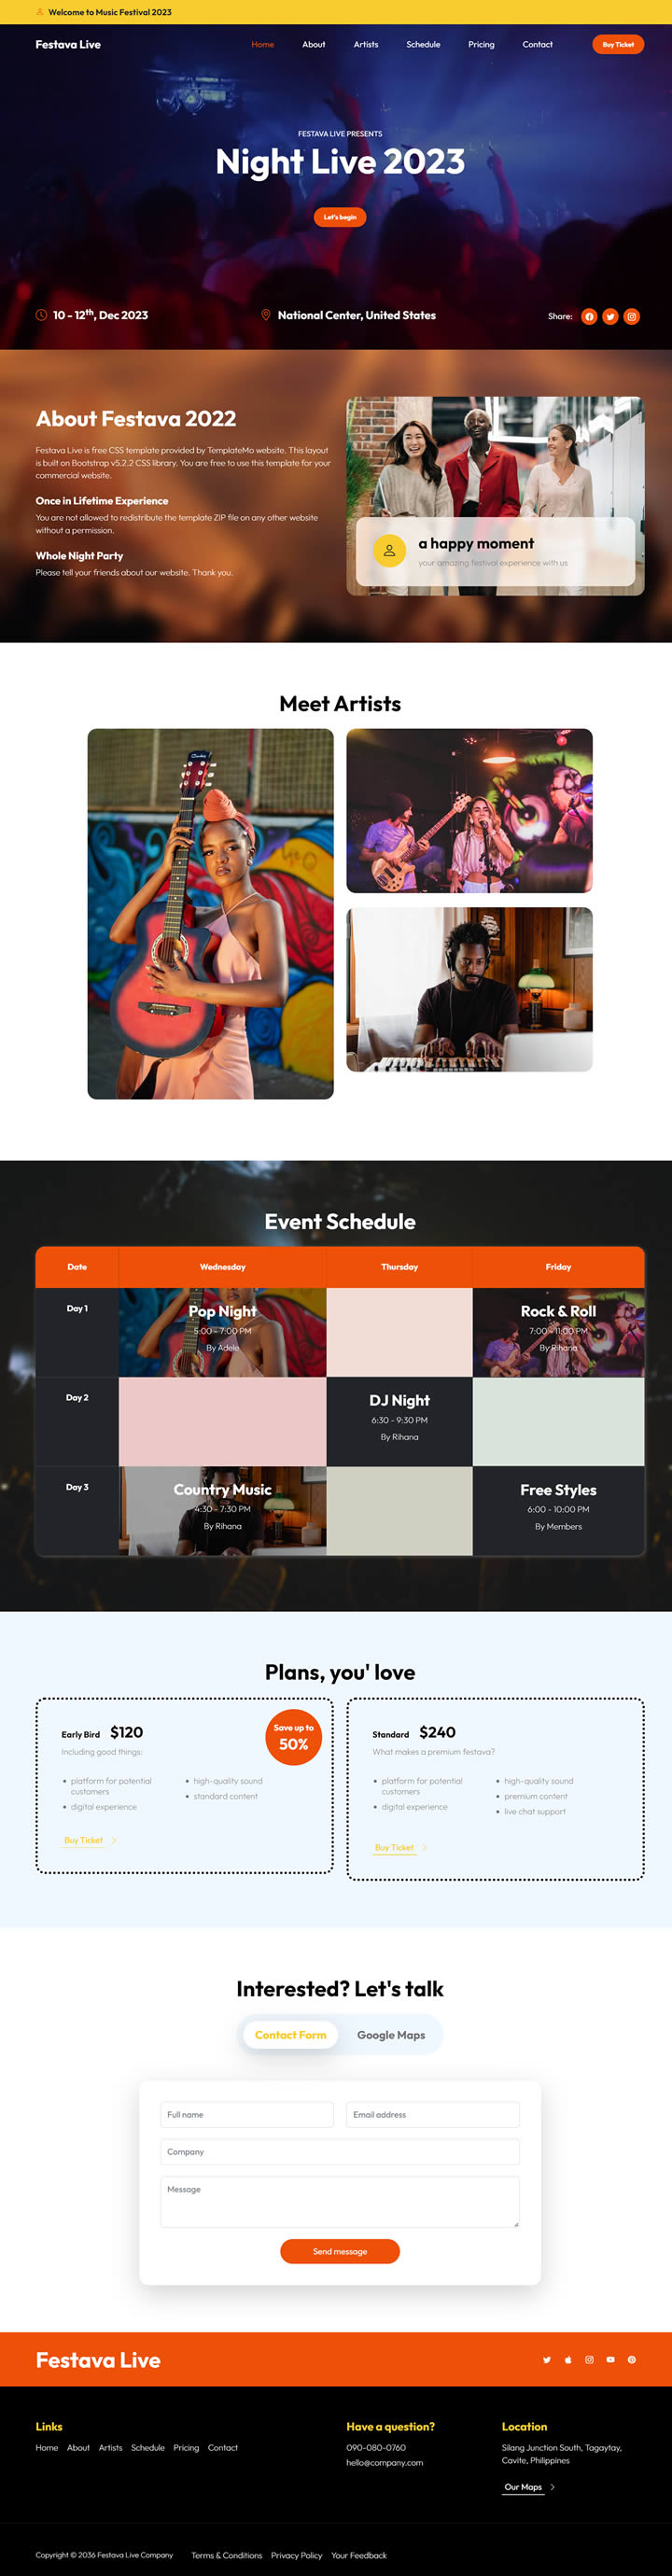 Welcome to Music Festival 2023
Festava Live
Home About Artists Schedule Pricing Contact Buy Ticket
FESTAVA LIVE PRESENTS
Night Live 2023
Let's begin
10 - 12th, Dec 2023
National Center, United States
Share:
About Festava 2022
Festava Live is free CSS template provided by TemplateMo website. This layout
is built on Bootstrap v5.2.2 CSS library. You are free to use this template for your
commercial website.
Once in Lifetime Experience
You are not allowed to redistribute the template ZIP file on any other website
without a permission.
Whole Night Party
Please tell your friends about our website. Thank you.
a happy moment
your amazing festival experience with us
Meet Artists
Event Schedule
Date Wednesday Thursday Friday
Day 1
Pop Night
5:00 - 7:00 PM
By Adele
Rock & Roll
7:00 - 11:00 PM
By Rihana
Day 2
DJ Night
6:30 - 9:30 PM
By Rihana
Day 3
Country Music
4:30 - 7:30 PM
By Rihana
Free Styles
6:00 - 10:00 PM
By Members
Plans, you' love
Early Bird $120
Including good things:
Save up to
50%
platform for potential
customers
digital experience
high-quality sound
standard content
Buy Ticket
Standard $240
What makes a premium festava?
platform for potential
customers
digital experience
high-quality sound
premium content
live chat support
Buy Ticket
Interested? Let's talk
Contact Form Google Maps
Full name
Email address
Company
Message
Send message
Festava Live
Links
Home About Artists Schedule Pricing Contact
Have a question?
090-080-0760
hello@company.com
Location
Silang Junction South, Tagaytay,
Cavite, Philippines
Our Maps
Copyright © 2036 Festava Live Company
Terms & Conditions Privacy Policy Your Feedback